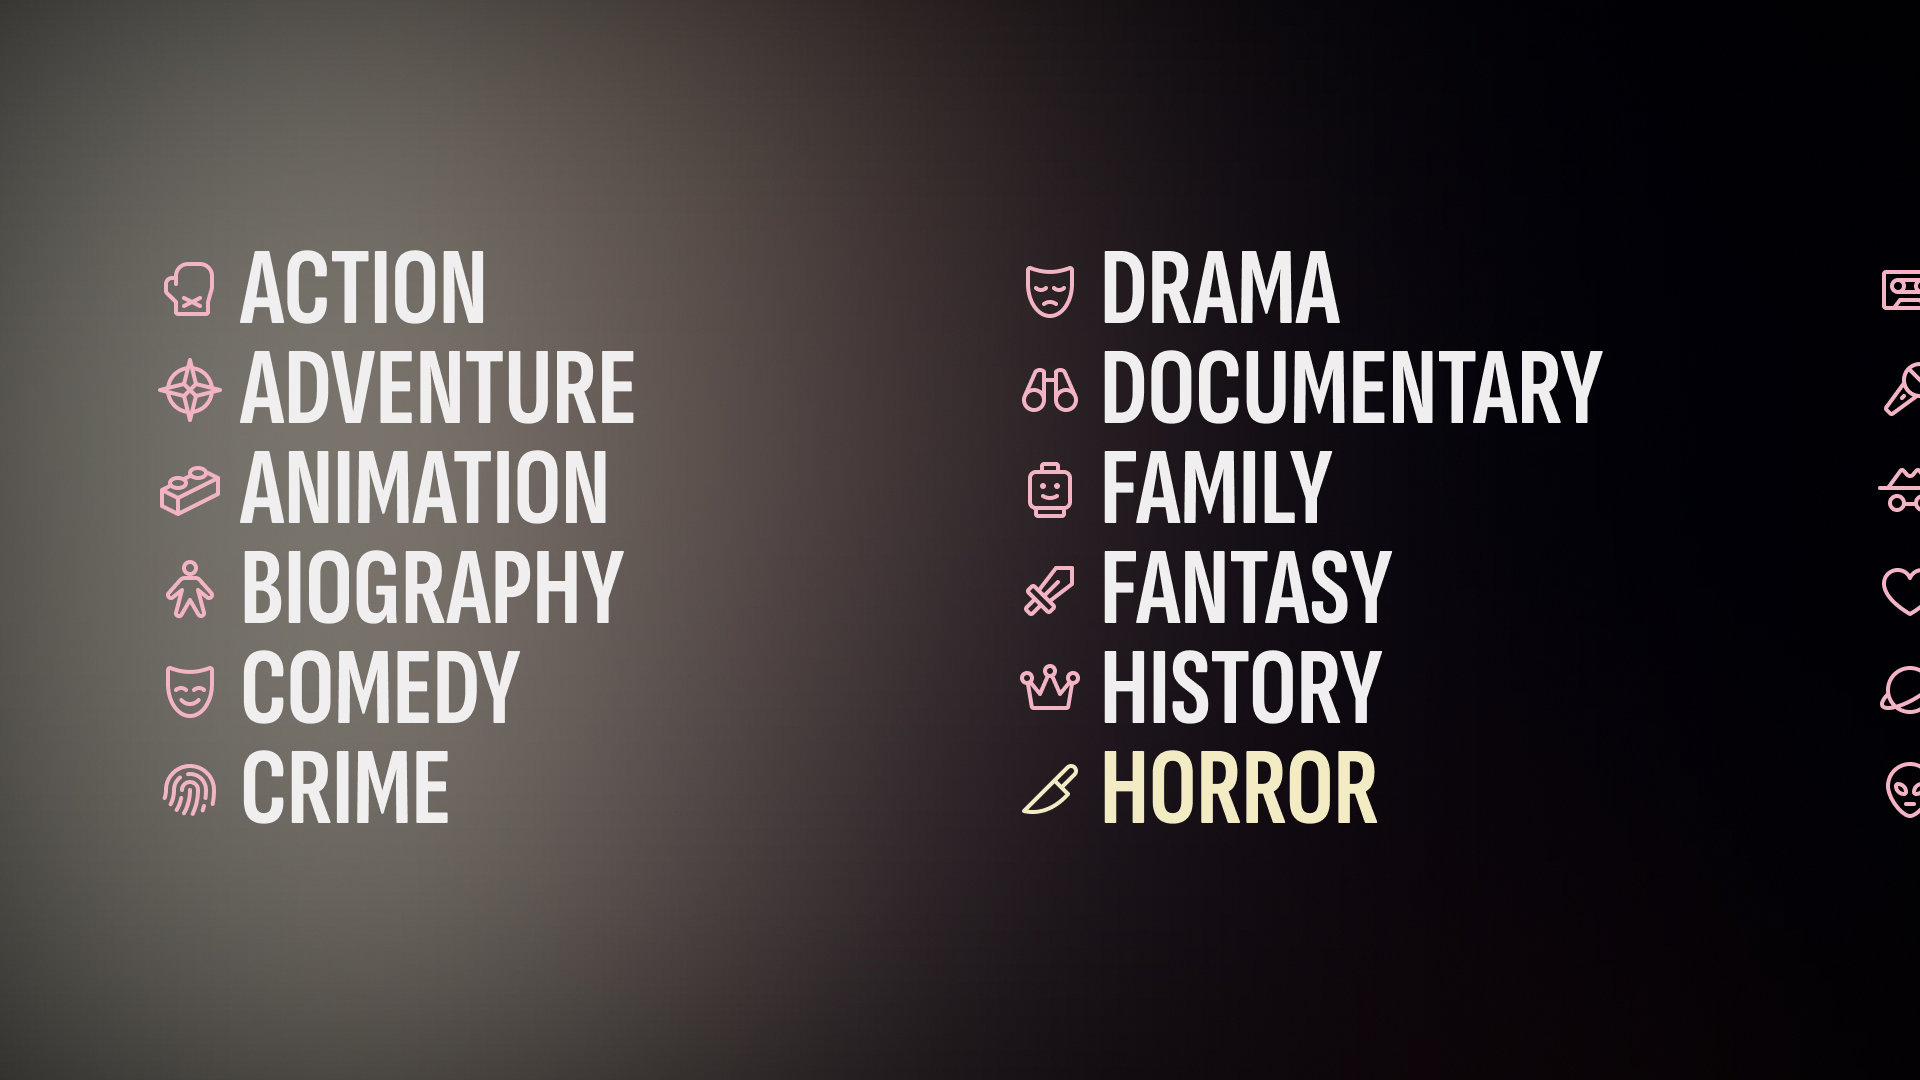 ACTION
ADVENTURE
ANIMATION
BIOGRAPHY
COMEDY
CRIME
DRAMA
DOCUMENTARY
FAMILY
FANTASY
HISTORY
HORROR